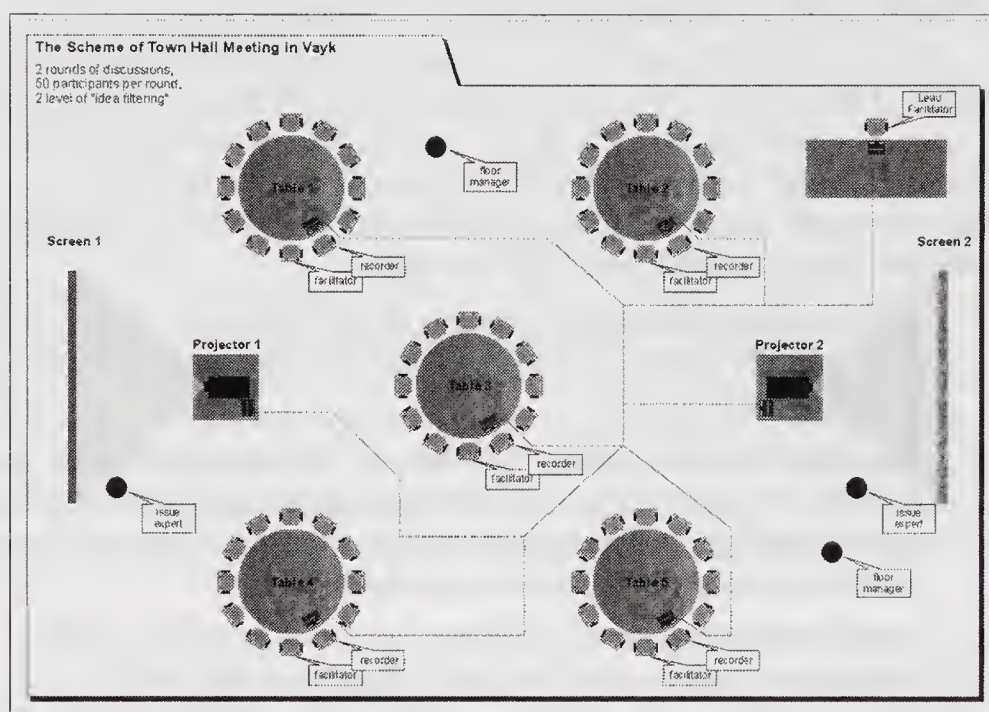 The Scheme of Town Hall Meeting in Vayk
2 rounds of discussions,
50 participants per round,
2 level of "idea filtering"
Lead
Facilitator
Table 1
floor
manager
Table 2
Screen 1
Screen 2
recorder
facilitator
recorder
facilitator
Projector 1
Projector 2
Table 3
recorder
facilitator
issue
expert
issue
expert
Table 4
Table 5
floor
manager
recorder
facilitator
recorder
facilitator